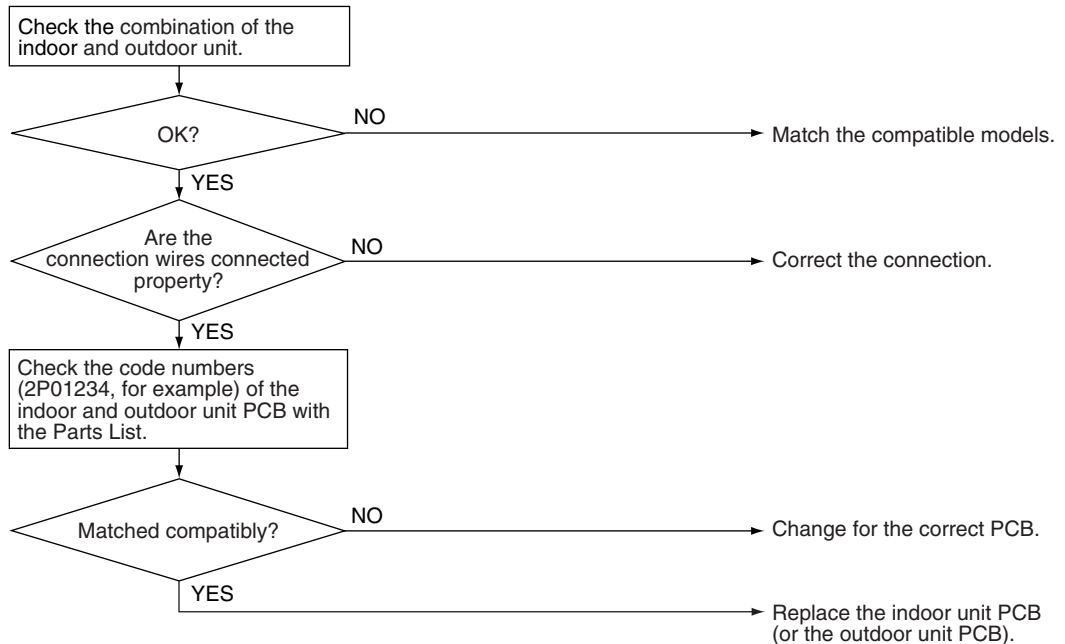 Check the combination of the
indoor and outdoor unit.
OK?
NO
Match the compatible models.
YES
Are the
connection wires connected
property?
NO
Correct the connection.
YES
Check the code numbers
(2P01234, for example) of the
indoor and outdoor unit PCB with
the Parts List.
Matched compatibly?
NO
Change for the correct PCB.
YES
Replace the indoor unit PCB
(or the outdoor unit PCB).